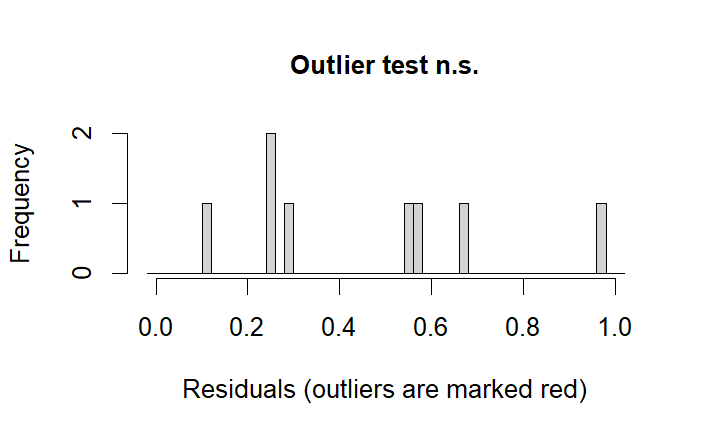 Outlier test n.s.
Frequency
2
1
0
0.0 0.2 0.4 0.6 0.8 1.0
Residuals (outliers are marked red)